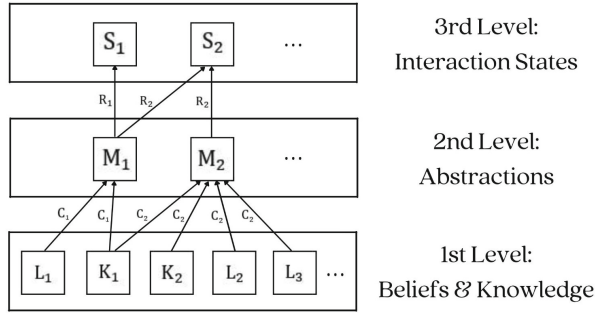 S₁ S₂ ...
3rd Level:
Interaction States
R₁ R₂ R₂
M₁ M₂ ...
2nd Level:
Abstractions
C₁ C₁ C₂ C₂ C₂ C₂
L₁ K₁ K₂ L₂ L₃ ...
1st Level:
Beliefs & Knowledge